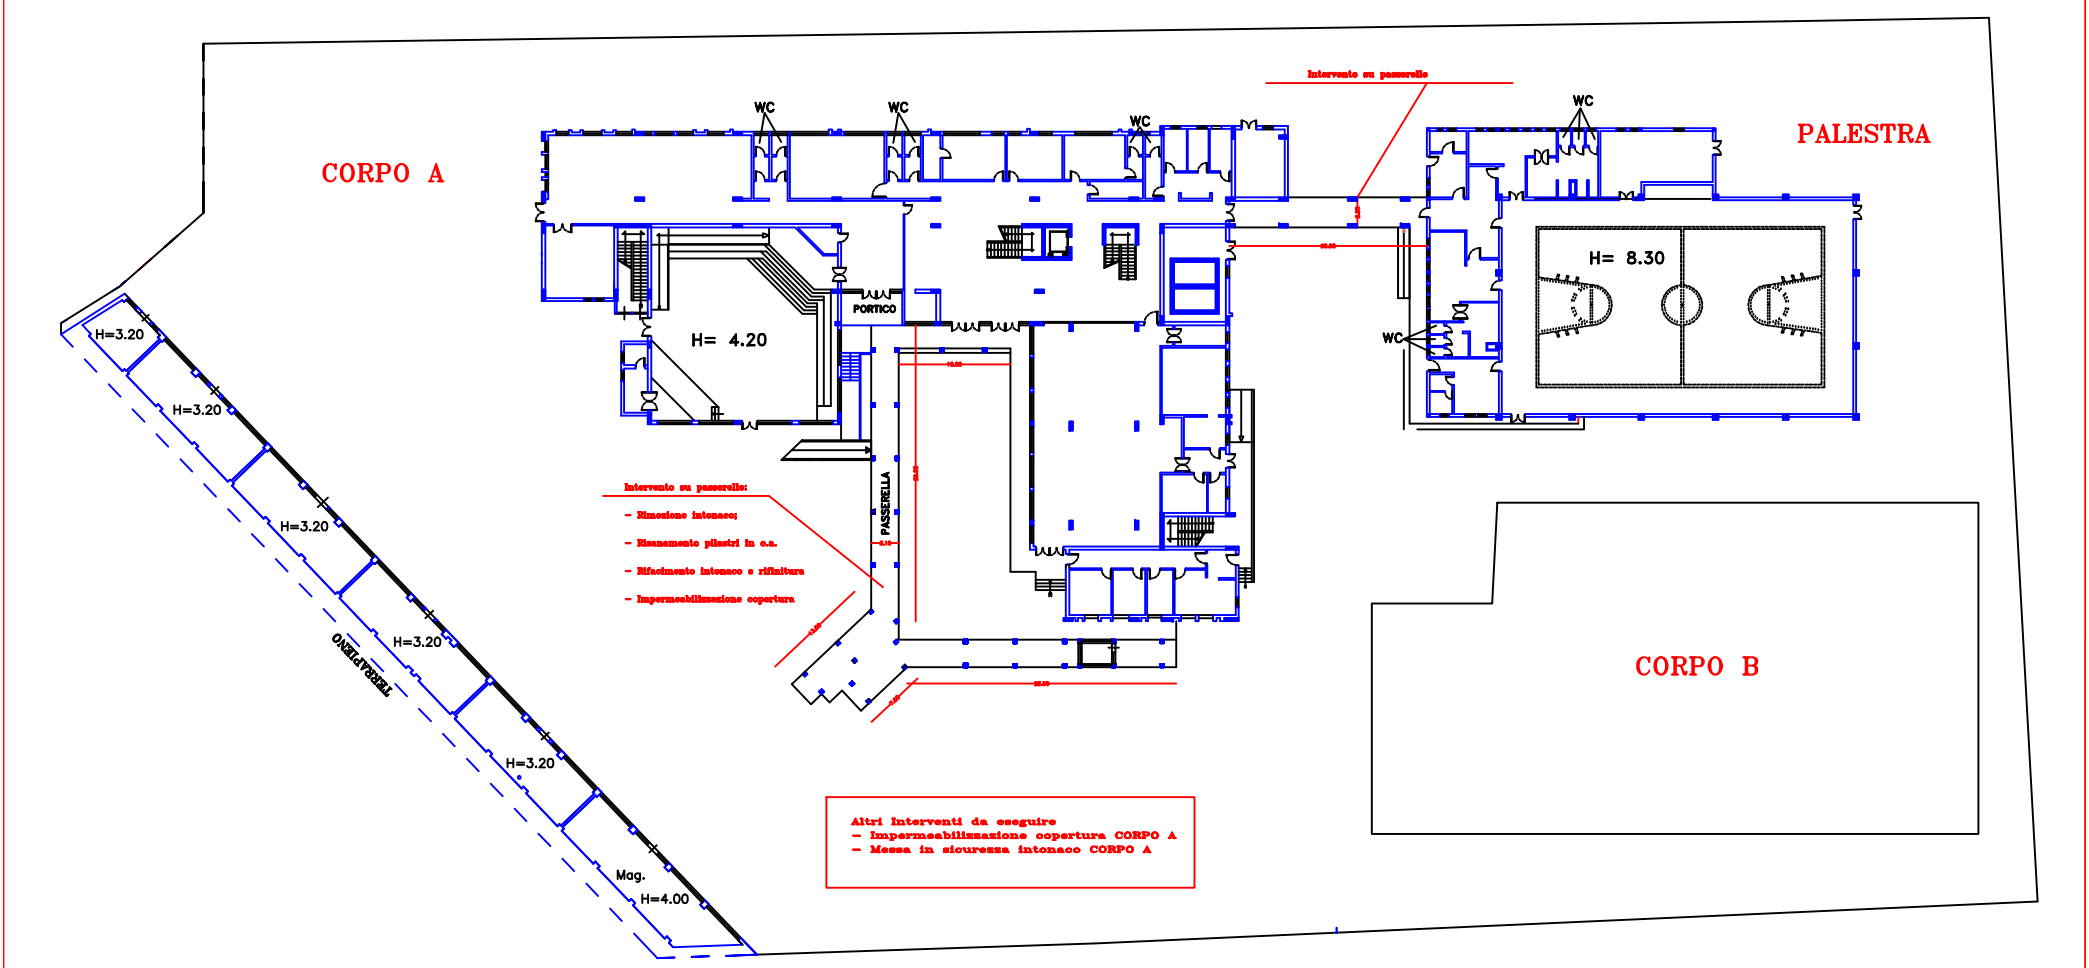 Intervento su passerelle
WC
WC
WC
WC
PALESTRA
CORPO A
H= 8.30
PORTICO
H=3.20
H= 4.20
WC
H=3.20
PASSERELLA
Intervento su passerelle:
- Rimozione intonaco;
H=3.20
- Risanamento pilastri in c.a.
- Rifacimento intonaco e rifinitura
- Impermeabilizzazione copertura
H=3.20
TERRAPIENO
CORPO B
H=3.20
Altri Interventi da eseguire
- Impermeabilizzazione copertura CORPO A
- Messa in sicurezza intonaco CORPO A
Mag.
H=4.00